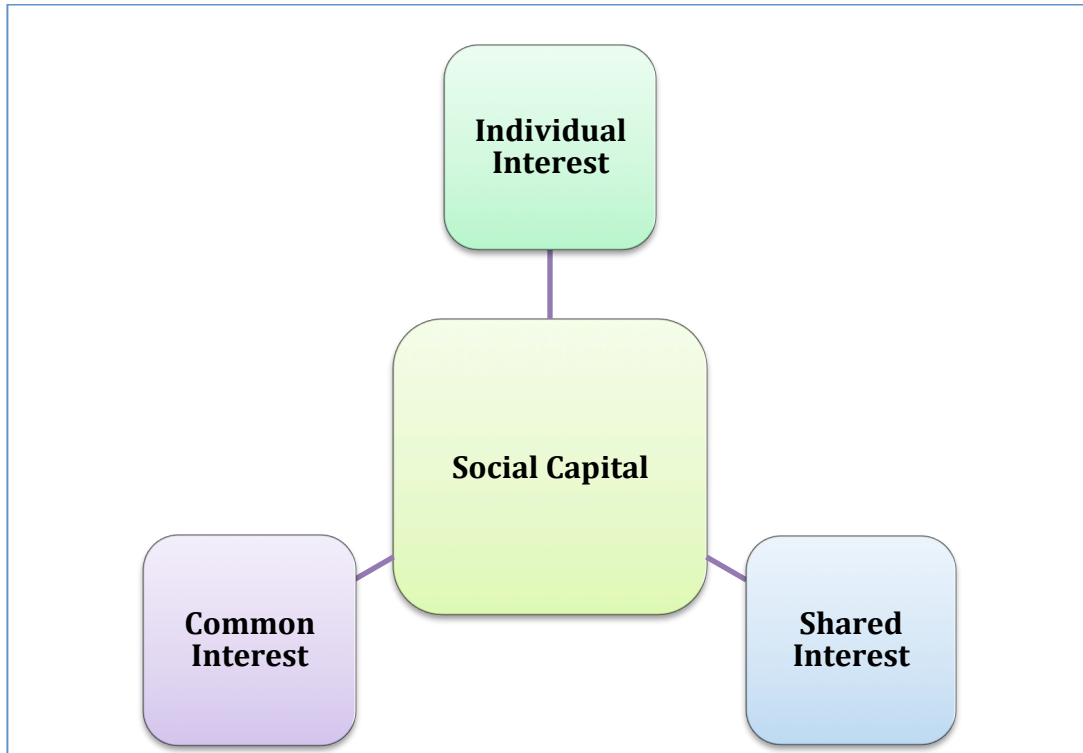 Individual
Interest
Social Capital
Common
Interest
Shared
Interest